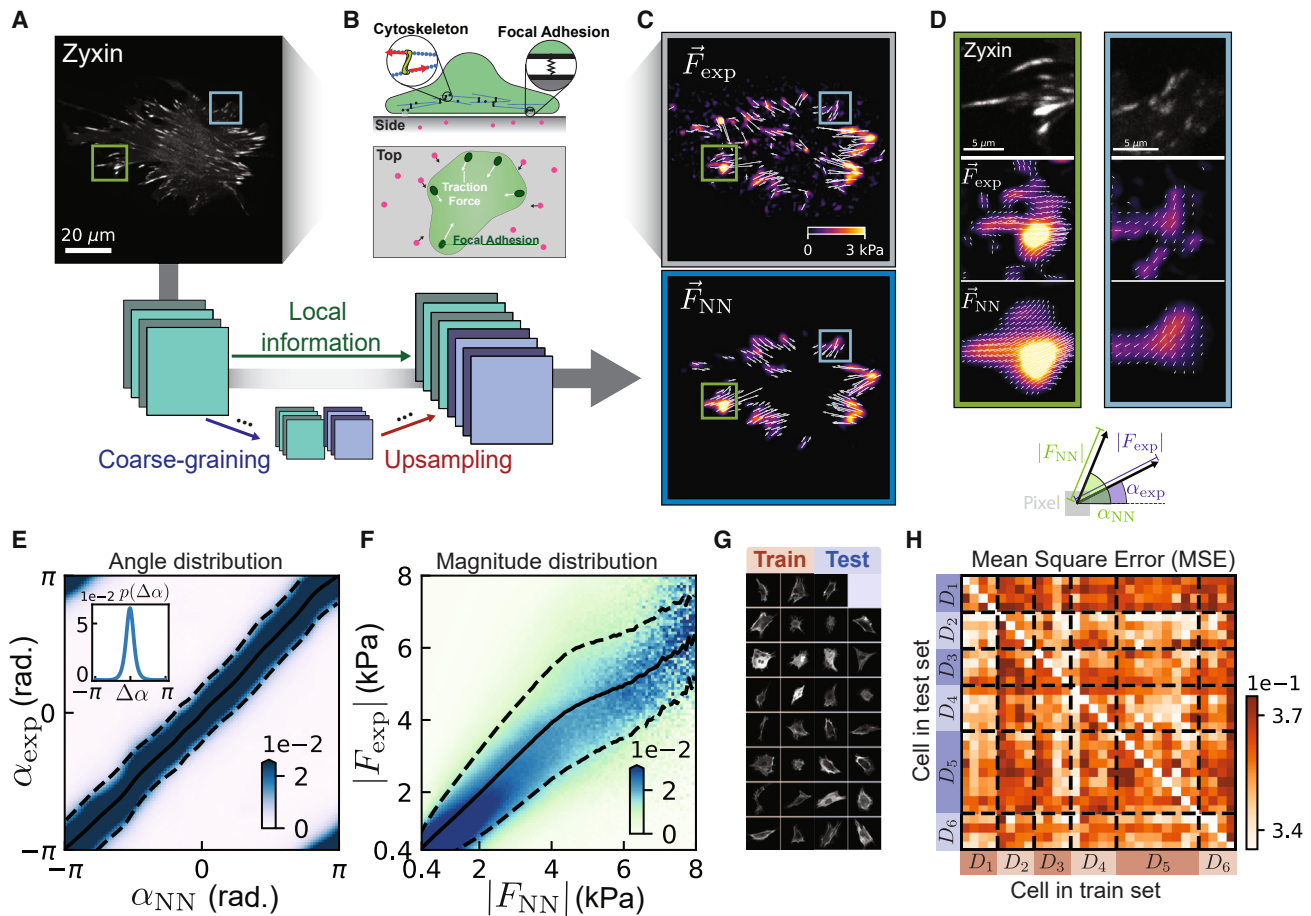 A
Zyxin
20 µm
B
Cytoskeleton
Focal Adhesion
Side
Top
Traction
Force
Focal Adhesion
C
F⃗exp
0 3 kPa
F⃗NN
D
Zyxin
5 µm
5 µm
F⃗exp
F⃗NN
|FNN|
|Fexp|
αexp
αNN
Pixel
Local
information
Coarse-graining
Upsampling
E
Angle distribution
π
0
−π
αexp (rad.)
1e−2 p(Δα)
5
0
−π Δα π
1e−2
2
0
−π 0 π
αNN (rad.)
F
Magnitude distribution
8
6
4
2
0.4
|Fexp| (kPa)
1e−2
2
0
0.4 2 4 6 8
|FNN| (kPa)
G
Train Test
H
Mean Square Error (MSE)
Cell in test set
D1
D2
D3
D4
D5
D6
D1 D2 D3 D4 D5 D6
Cell in train set
1e−1
3.7
3.4